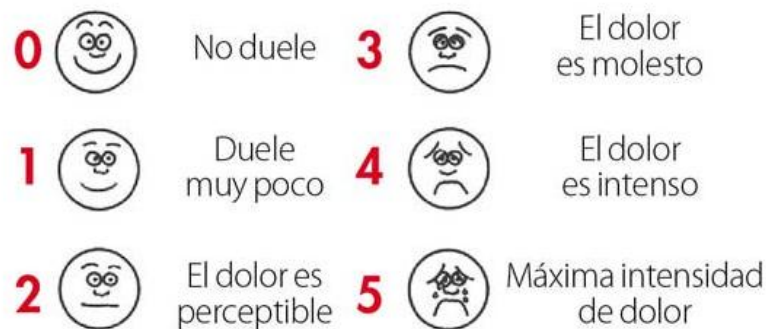 0 No duele
1 Duele
muy poco
2 El dolor es
perceptible
3 El dolor
es molesto
4 El dolor
es intenso
5 Máxima intensidad
de dolor